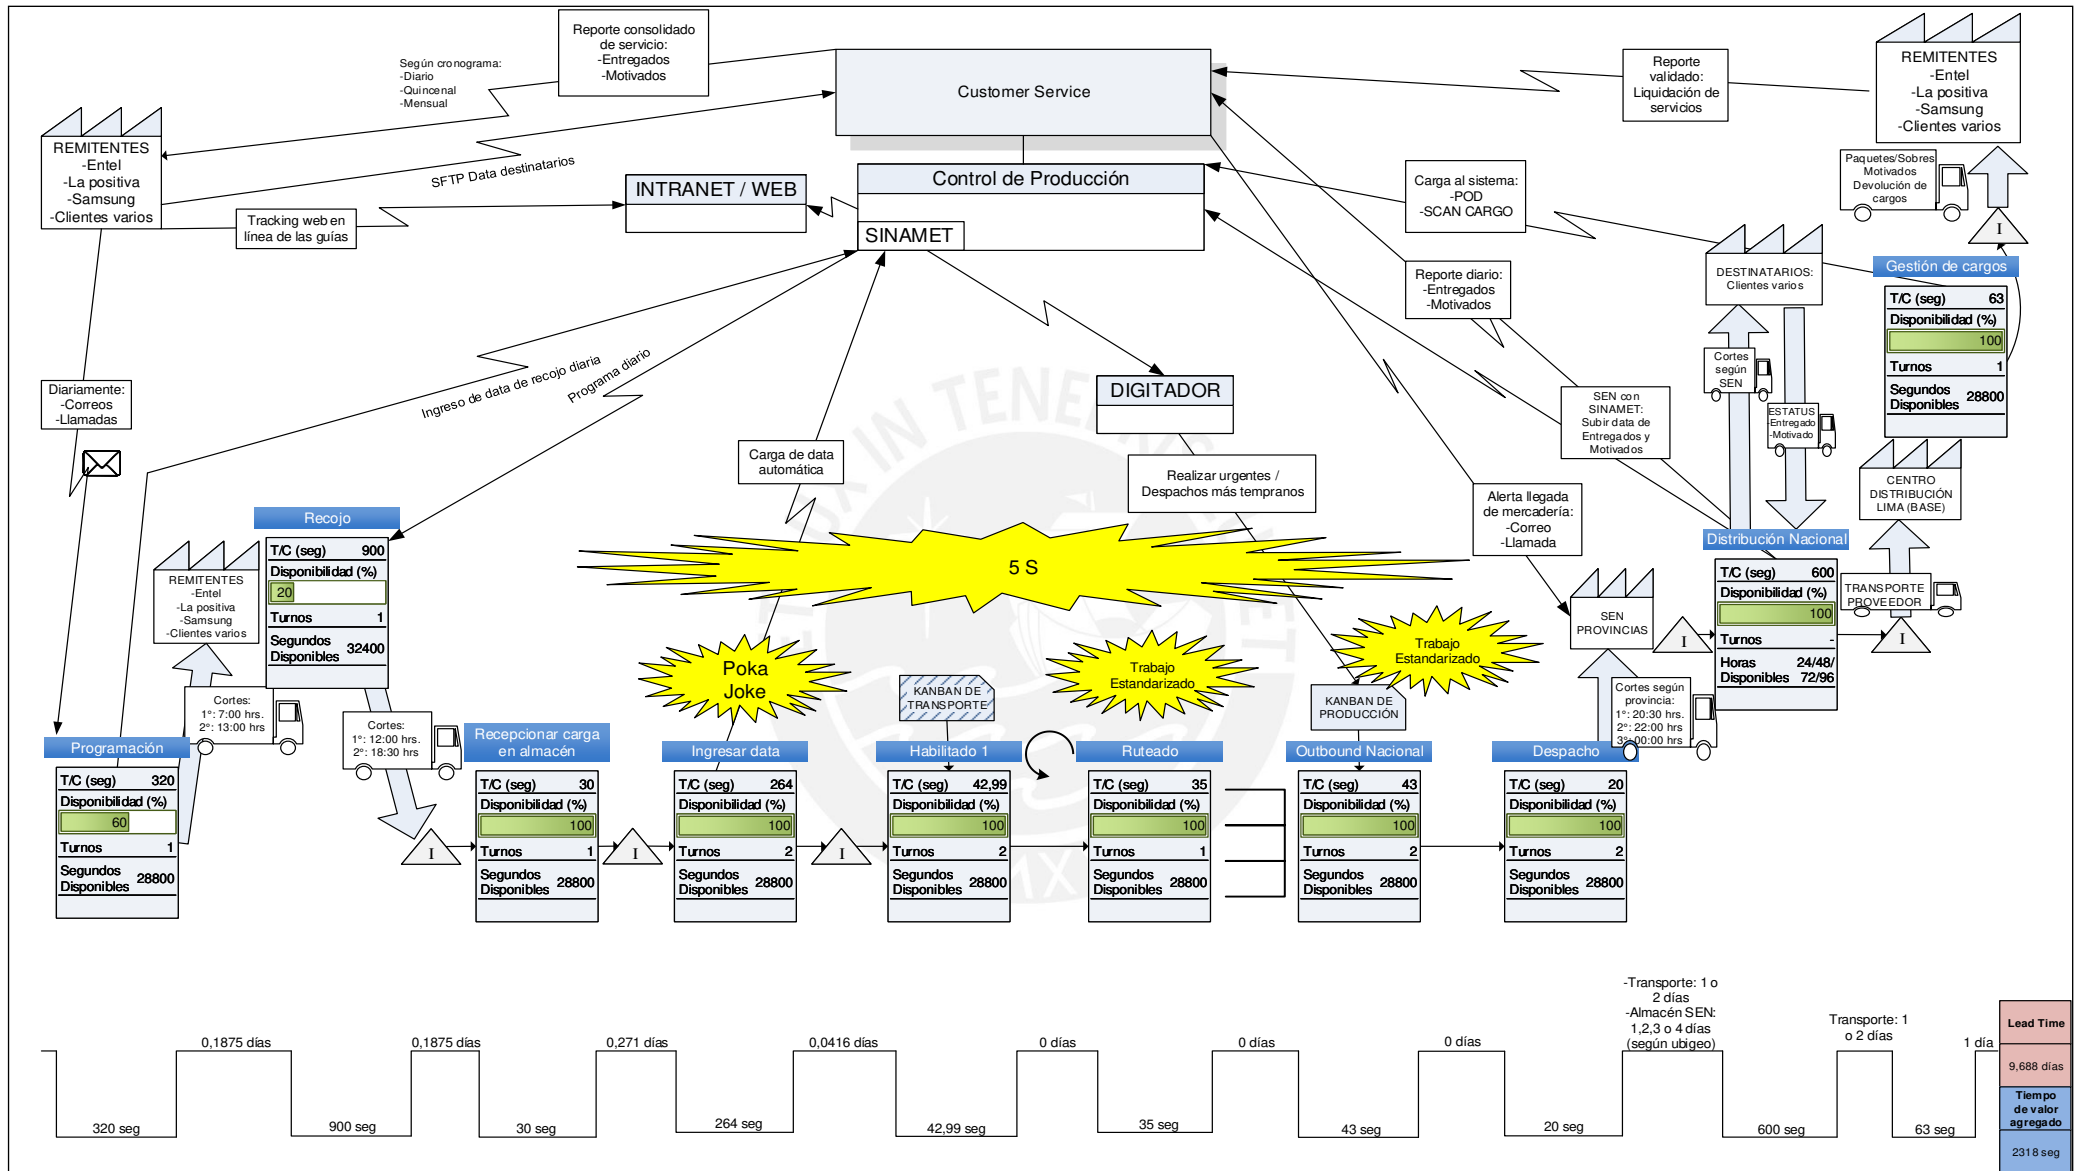 Reporte consolidado
de servicio:
-Entregados
-Motivados
Según cronograma:
-Diario
-Quincenal
-Mensual
Customer Service
Reporte
validado:
Liquidación de
servicios
REMITENTES
-Entel
-La positiva
-Samsung
-Clientes varios
REMITENTES
-Entel
-La positiva
-Samsung
-Clientes varios
SFTP Data destinatarios
Tracking web en
línea de las guías
INTRANET / WEB
Control de Producción
SINAMET
Carga al sistema:
-POD
-SCAN CARGO
Paquetes/Sobres
Motivados
Devolución de
cargos
I
Reporte diario:
-Entregados
-Motivados
DESTINATARIOS:
Clientes varios
Gestión de cargos
T/C (seg) 63
Disponibilidad (%)
100
Turnos 1
Segundos
Disponibles 28800
Diariamente:
-Correos
-Llamadas
Ingreso de data de recojo diaria
Programa diario
DIGITADOR
Cortes
según
SEN
ESTATUS
-Entregado
-Motivado
SEN con
SINAMET:
Subir data de
Entregados y
Motivados
Carga de data
automática
Realizar urgentes /
Despachos más tempranos
Alerta llegada
de mercadería:
-Correo
-Llamada
CENTRO
DISTRIBUCIÓN
LIMA (BASE)
Recojo
T/C (seg) 900
Disponibilidad (%)
20
Turnos 1
Segundos
Disponibles 32400
REMITENTES
-Entel
-La positiva
-Samsung
-Clientes varios
5 S
Distribución Nacional
T/C (seg) 600
Disponibilidad (%)
100
Turnos -
Horas 24/48/
Disponibles 72/96
TRANSPORTE
PROVEEDOR
SEN
PROVINCIAS
I
I
Poka
Joke
Trabajo
Estandarizado
Trabajo
Estandarizado
KANBAN DE
TRANSPORTE
KANBAN DE
PRODUCCIÓN
Cortes:
1°: 7:00 hrs.
2°: 13:00 hrs
Cortes:
1°: 12:00 hrs.
2°: 18:30 hrs
Cortes según
provincia:
1°: 20:30 hrs.
2°: 22:00 hrs
3°: 00:00 hrs
Programación
T/C (seg) 320
Disponibilidad (%)
60
Turnos 1
Segundos
Disponibles 28800
I
Recepcionar carga
en almacén
T/C (seg) 30
Disponibilidad (%)
100
Turnos 1
Segundos
Disponibles 28800
I
Ingresar data
T/C (seg) 264
Disponibilidad (%)
100
Turnos 2
Segundos
Disponibles 28800
I
Habilitado 1
T/C (seg) 42,99
Disponibilidad (%)
100
Turnos 2
Segundos
Disponibles 28800
Ruteado
T/C (seg) 35
Disponibilidad (%)
100
Turnos 1
Segundos
Disponibles 28800
Outbound Nacional
T/C (seg) 43
Disponibilidad (%)
100
Turnos 2
Segundos
Disponibles 28800
Despacho
T/C (seg) 20
Disponibilidad (%)
100
Turnos 2
Segundos
Disponibles 28800
0,1875 días
0,1875 días
0,271 días
0,0416 días
0 días
0 días
0 días
-Transporte: 1 o
2 días
-Almacén SEN:
1,2,3 o 4 días
(según ubigeo)
Transporte: 1
o 2 días
1 día
320 seg
900 seg
30 seg
264 seg
42,99 seg
35 seg
43 seg
20 seg
600 seg
63 seg
Lead Time
9,688 días
Tiempo
de valor
agregado
2318 seg